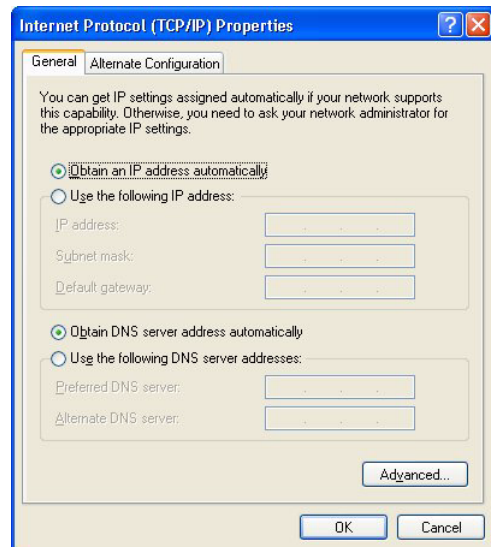 Internet Protocol (TCP/IP) Properties
General
Alternate Configuration
You can get IP settings assigned automatically if your network supports
this capability. Otherwise, you need to ask your network administrator for
the appropriate IP settings.
Obtain an IP address automatically
Use the following IP address:
IP address:
Subnet mask:
Default gateway:
Obtain DNS server address automatically
Use the following DNS server addresses:
Preferred DNS server:
Alternate DNS server:
Advanced...
OK
Cancel